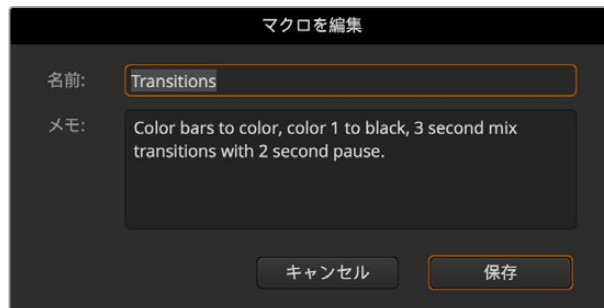 マクロを編集
名前: Transitions
メモ: Color bars to color, color 1 to black, 3 second mix
transitions with 2 second pause.
キャンセル 保存